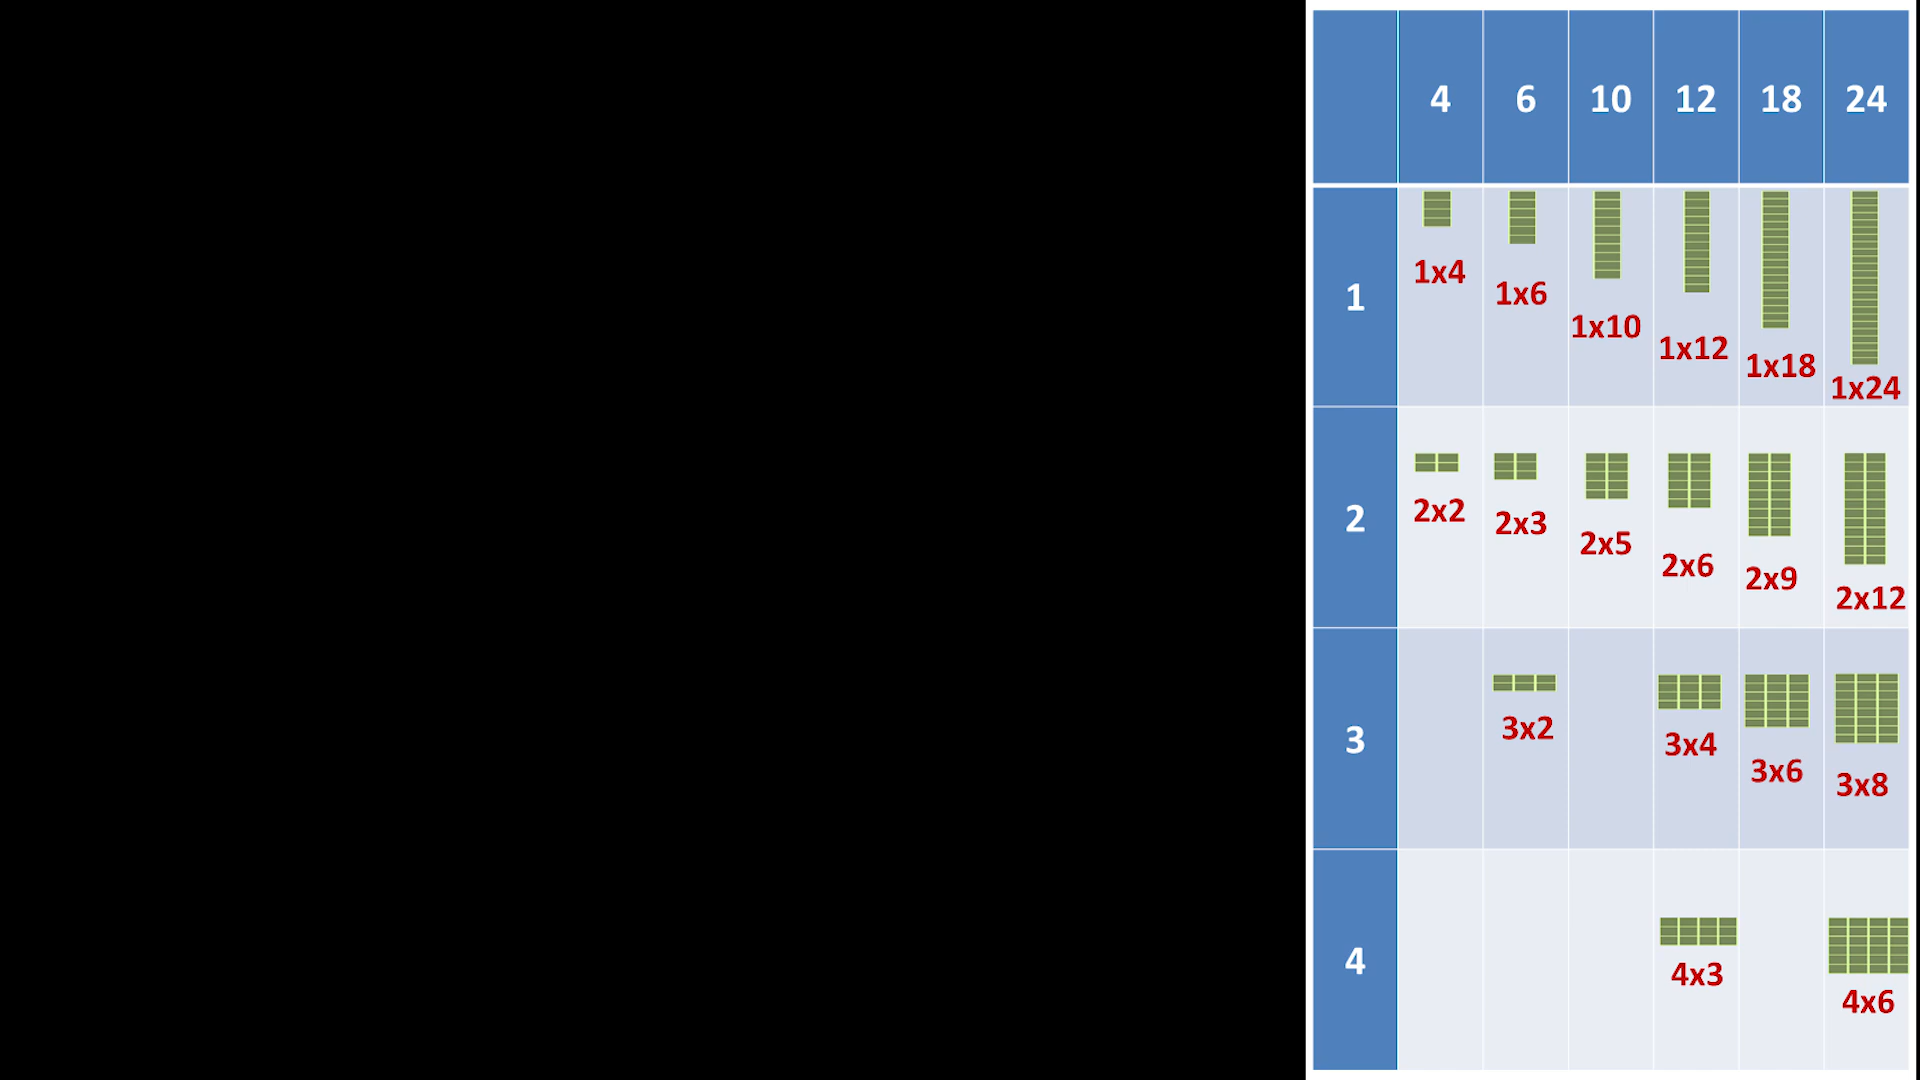 4 6 10 12 18 24
1 1x4 1x6 1x10 1x12 1x18 1x24
2 2x2 2x3 2x5 2x6 2x9 2x12
3 3x2 3x4 3x6 3x8
4 4x3 4x6